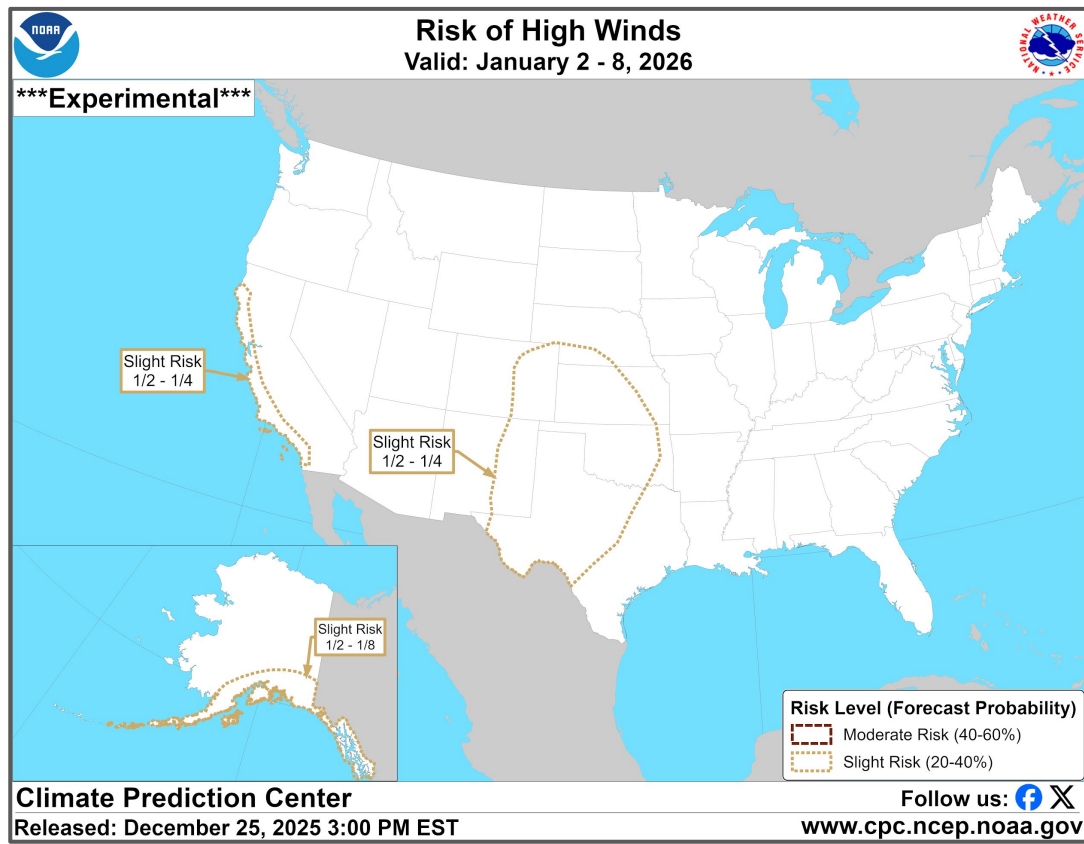 NOAA
Risk of High Winds
Valid: January 2 - 8, 2026
NATIONAL WEATHER SERVICE
***Experimental***
Slight Risk
1/2 - 1/4
Slight Risk
1/2 - 1/4
Slight Risk
1/2 - 1/8
Risk Level (Forecast Probability)
Moderate Risk (40-60%)
Slight Risk (20-40%)
Climate Prediction Center
Follow us:
Released: December 25, 2025 3:00 PM EST
www.cpc.ncep.noaa.gov